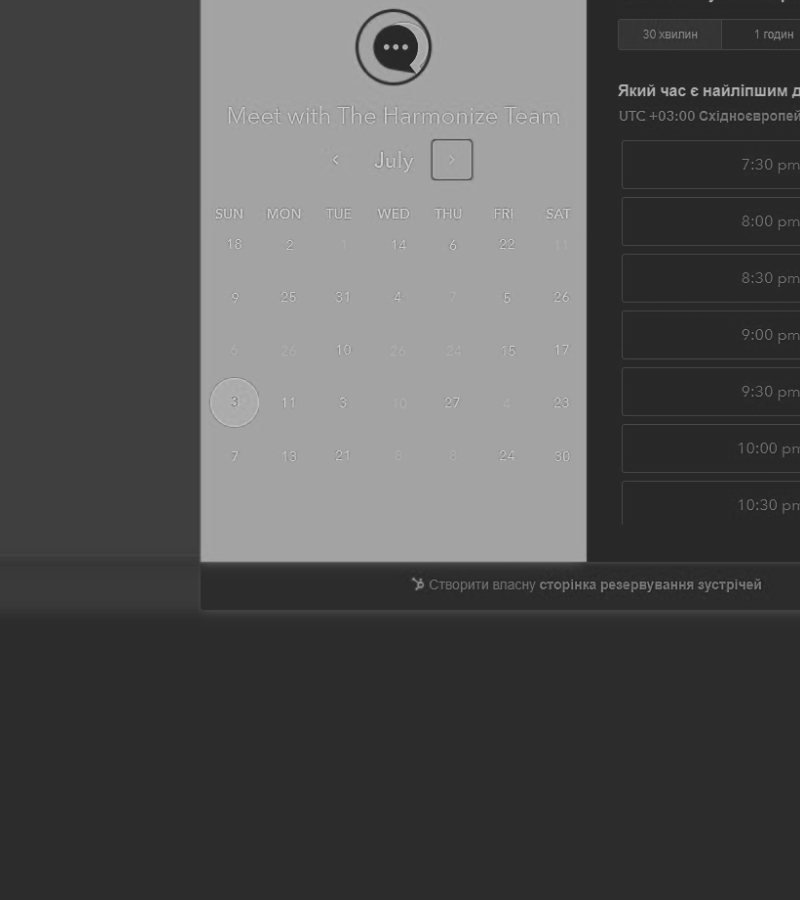 Meet with The Harmonize Team
July
SUN MON TUE WED THU FRI SAT
18 2 1 14 6 22 11
9 25 31 4 7 5 26
6 26 10 26 24 15 17
3 11 3 10 27 4 23
7 13 21 8 8 24 30
30 хвилин 1 годин
Який час є найліпшим д
UTC +03:00 Східноєвропей
7:30 pm
8:00 pm
8:30 pm
9:00 pm
9:30 pm
10:00 pm
10:30 pm
Створити власну сторінка резервування зустрічей